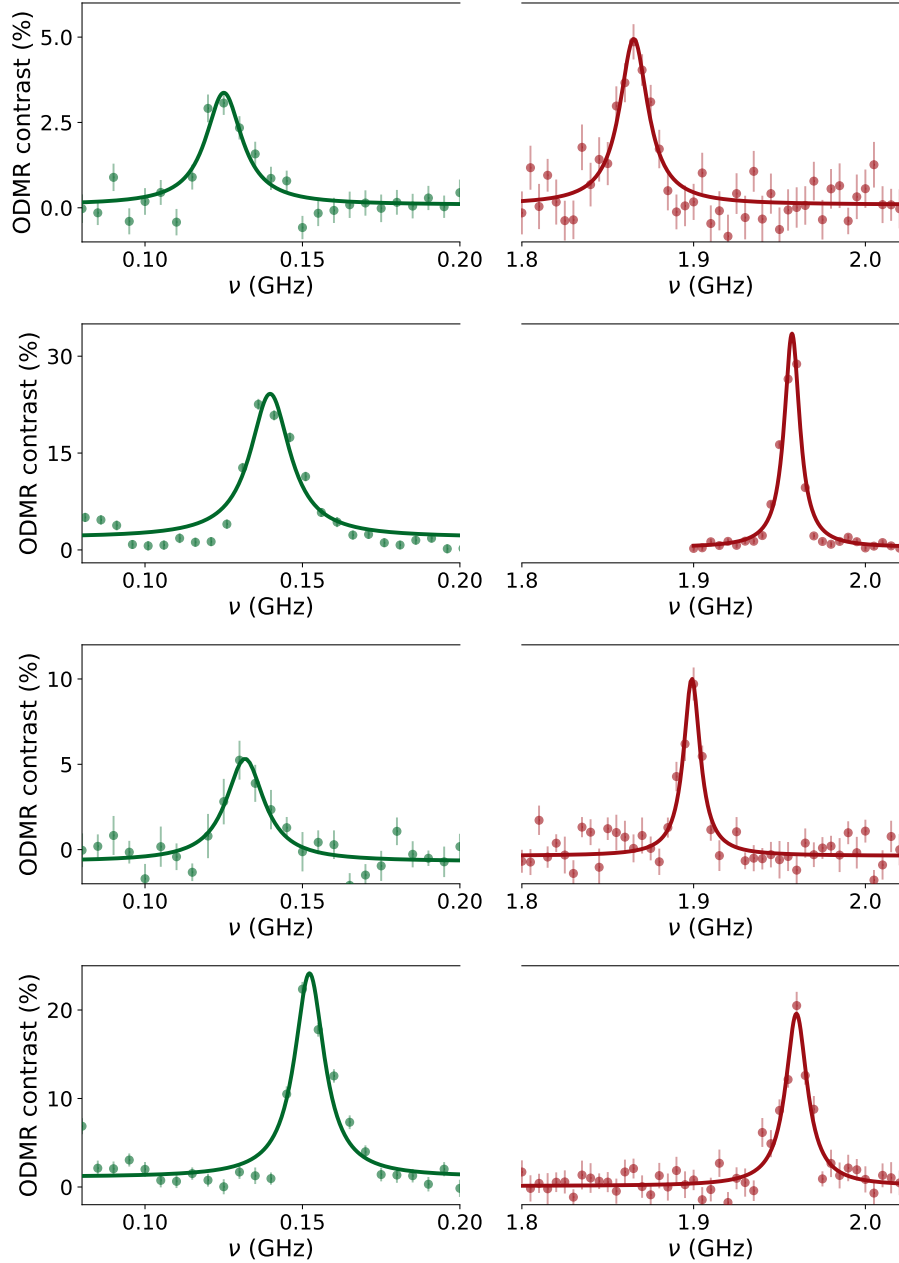 ODMR contrast (%)
5.0
2.5
0.0
0.10 0.15 0.20
ν (GHz)
1.8 1.9 2.0
ν (GHz)
ODMR contrast (%)
30
15
0
0.10 0.15 0.20
ν (GHz)
1.8 1.9 2.0
ν (GHz)
ODMR contrast (%)
10
5
0
0.10 0.15 0.20
ν (GHz)
1.8 1.9 2.0
ν (GHz)
ODMR contrast (%)
20
10
0
0.10 0.15 0.20
ν (GHz)
1.8 1.9 2.0
ν (GHz)